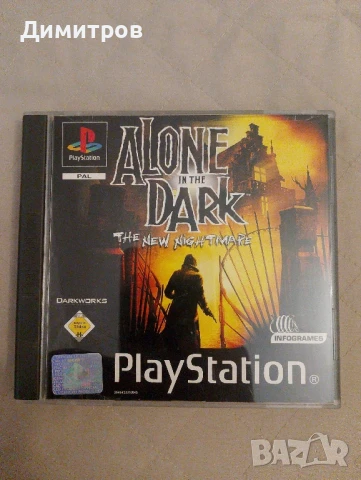 Димитров
PlayStation
PAL
ALONE
IN THE
DARK
THE NEW NIGHTMARE
DARKWORKS
INFOGRAMES
PlayStation®
BAZAR